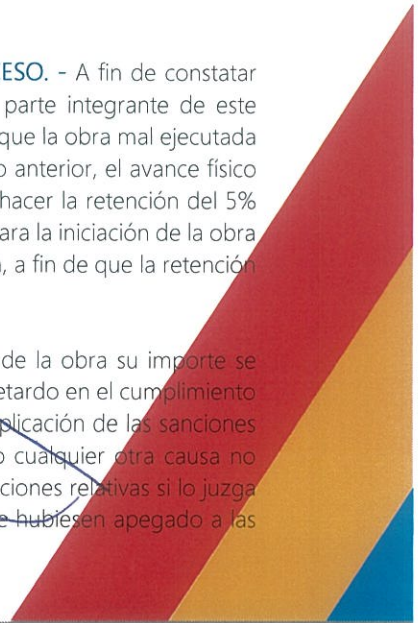 ESO. - A fin de constatar
parte integrante de este
que la obra mal ejecutada
o anterior, el avance físico
hacer la retención del 5%
ara la iniciación de la obra
, a fin de que la retención
de la obra su importe se
etardo en el cumplimiento
plicación de las sanciones
o cualquier otra causa no
ciones relativas si lo juzga
e hubiesen apegado a las